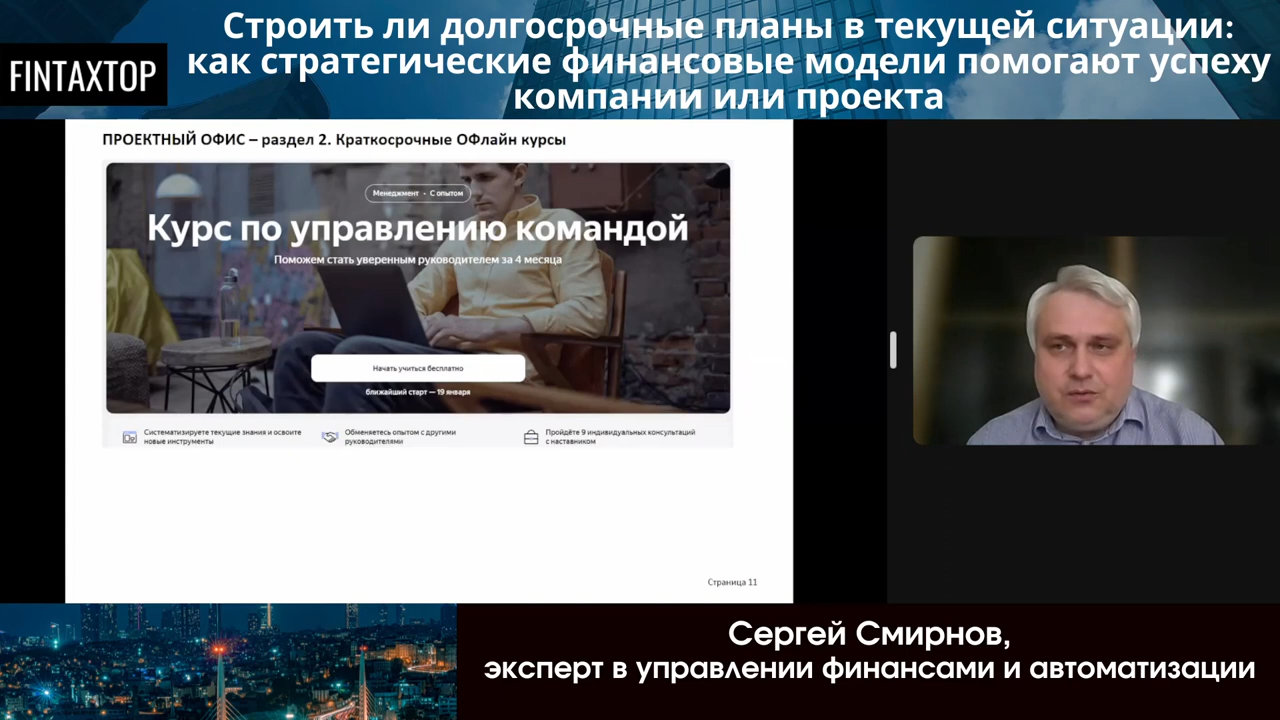 Строить ли долгосрочные планы в текущей ситуации:
как стратегические финансовые модели помогают успеху
компании или проекта
FINTAXTOP
ПРОЕКТНЫЙ ОФИС – раздел 2. Краткосрочные ОФлайн курсы
Менеджмент • С опытом
Курс по управлению командой
Поможем стать уверенным руководителем за 4 месяца
Начать учиться бесплатно
ближайший старт — 19 января
Систематизируете текущие знания и освоите
новые инструменты
Обменяетесь опытом с другими
руководителями
Пройдёте 9 индивидуальных консультаций
с наставником
Страница 11
Сергей Смирнов,
эксперт в управлении финансами и автоматизации